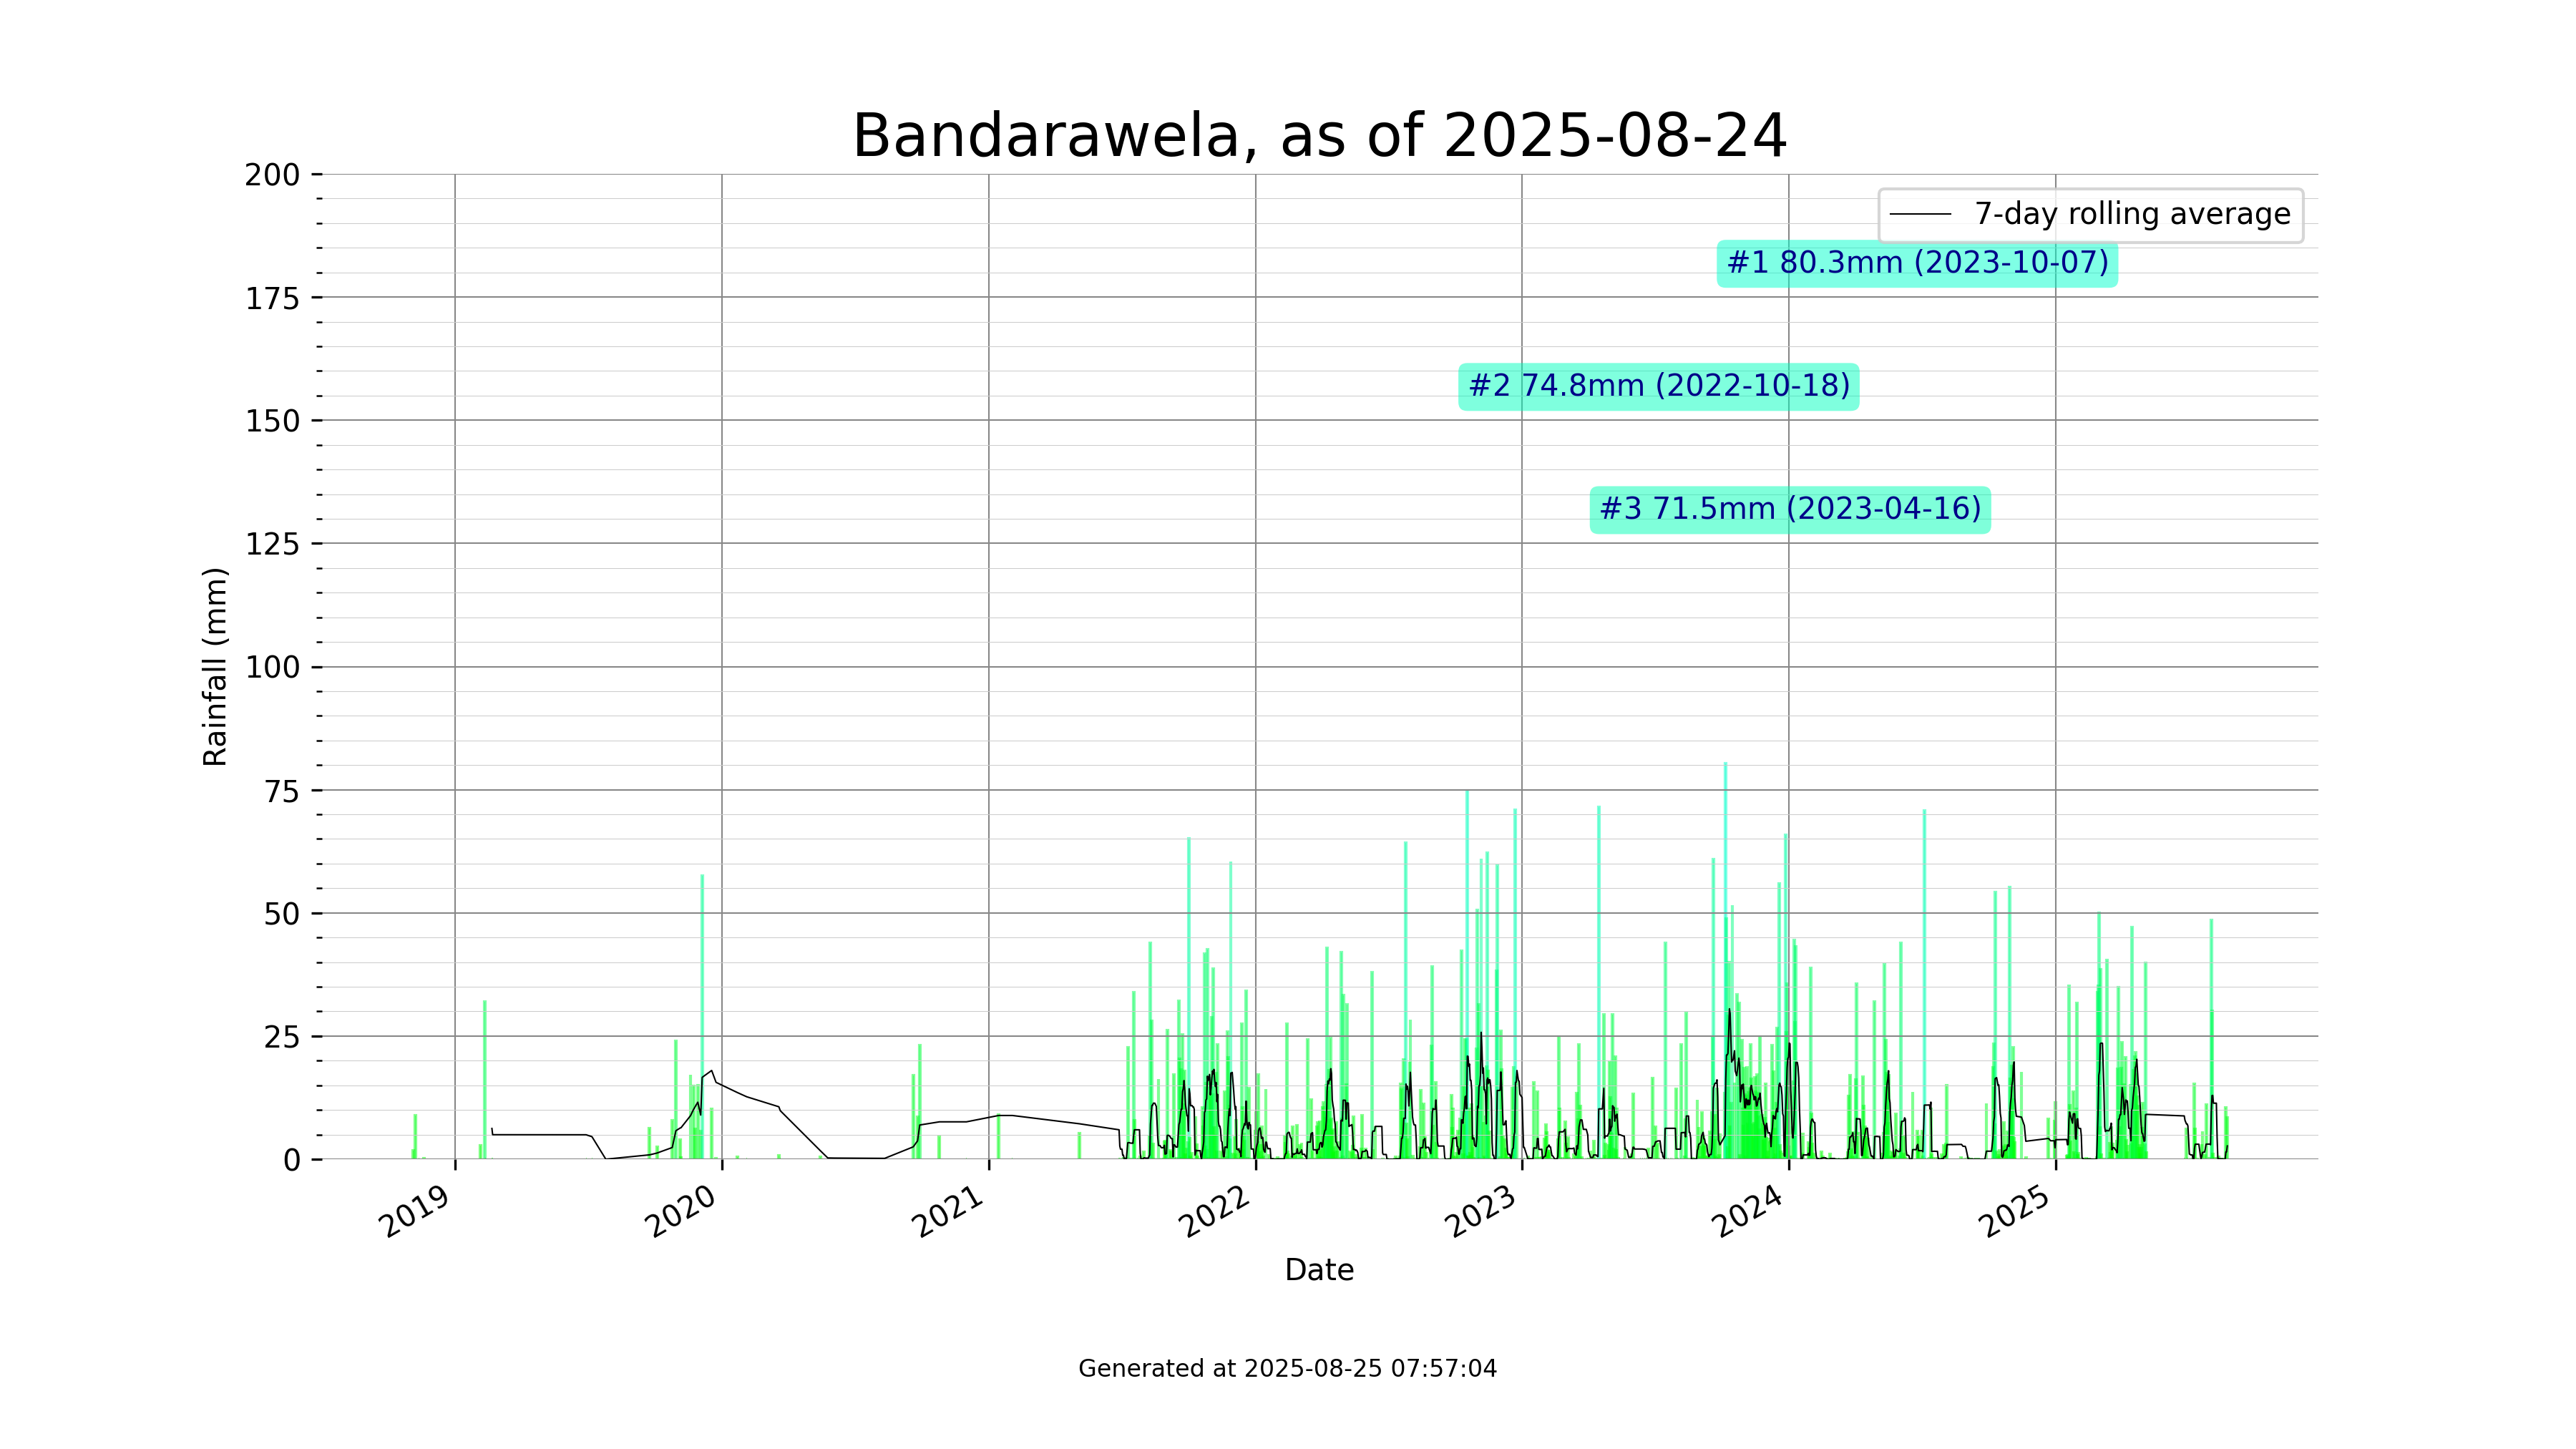 Bandarawela, as of 2025-08-24
200
175
150
125
100
75
50
25
0
Rainfall (mm)
7-day rolling average
#1 80.3mm (2023-10-07)
#2 74.8mm (2022-10-18)
#3 71.5mm (2023-04-16)
2019
2020
2021
2022
2023
2024
2025
Date
Generated at 2025-08-25 07:57:04